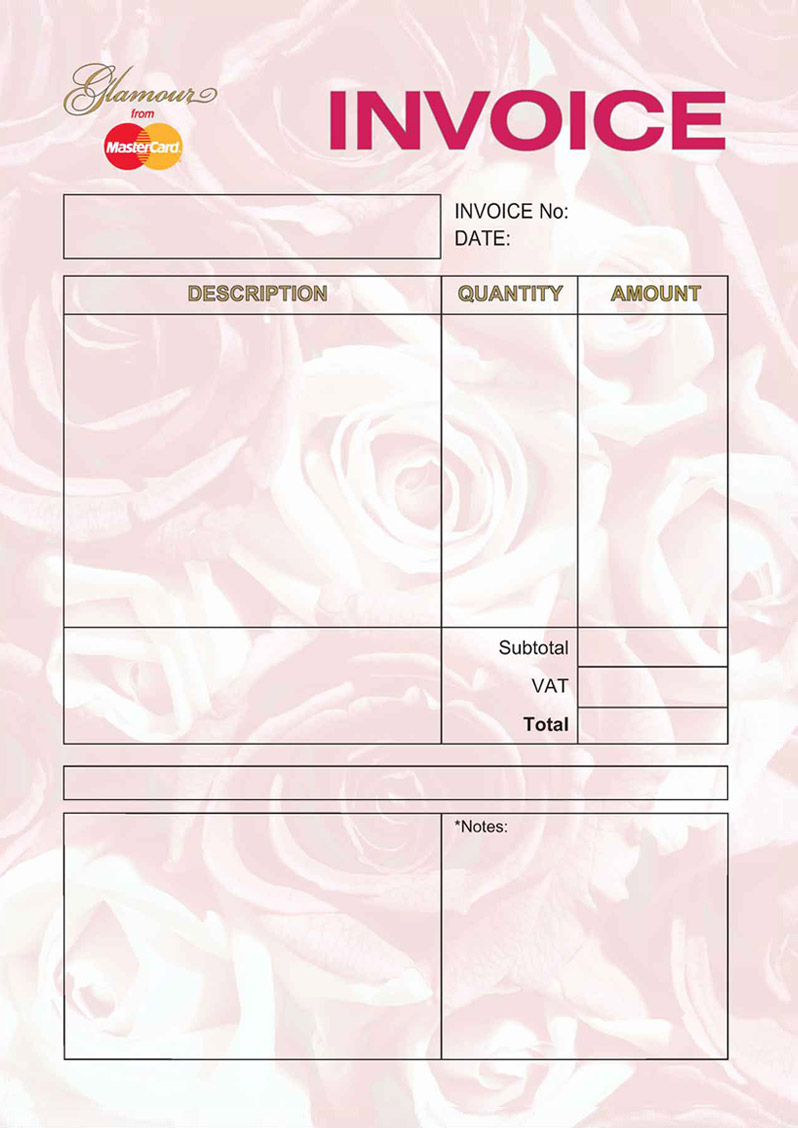 Glamour
from
MasterCard
INVOICE
INVOICE No:
DATE:
DESCRIPTION QUANTITY AMOUNT
Subtotal
VAT
Total
*Notes: